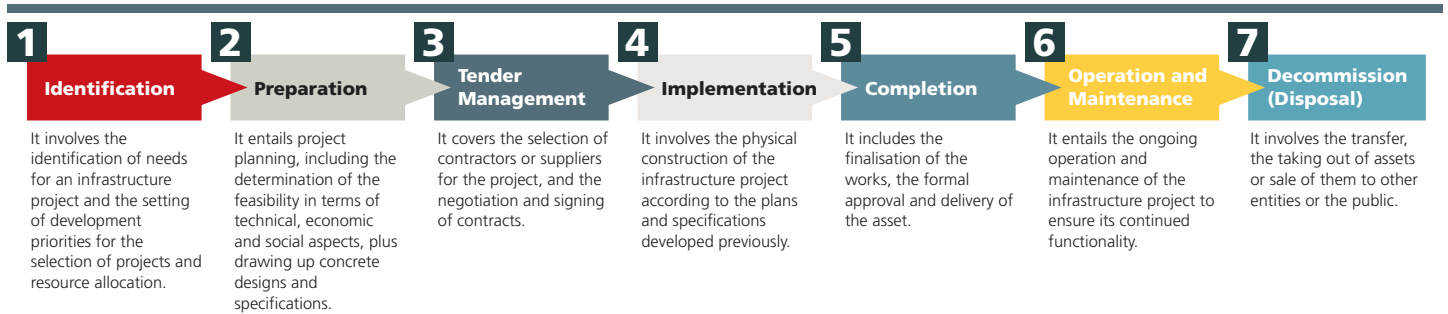 1
Identification
It involves the
identification of needs
for an infrastructure
project and the setting
of development
priorities for the
selection of projects and
resource allocation.
2
Preparation
It entails project
planning, including the
determination of the
feasibility in terms of
technical, economic
and social aspects, plus
drawing up concrete
designs and
specifications.
3
Tender
Management
It covers the selection of
contractors or suppliers
for the project, and the
negotiation and signing
of contracts.
4
Implementation
It involves the physical
construction of the
infrastructure project
according to the plans
and specifications
developed previously.
5
Completion
It includes the
finalisation of the
works, the formal
approval and delivery of
the asset.
6
Operation and
Maintenance
It entails the ongoing
operation and
maintenance of the
infrastructure project to
ensure its continued
functionality.
7
Decommission
(Disposal)
It involves the transfer,
the taking out of assets
or sale of them to other
entities or the public.